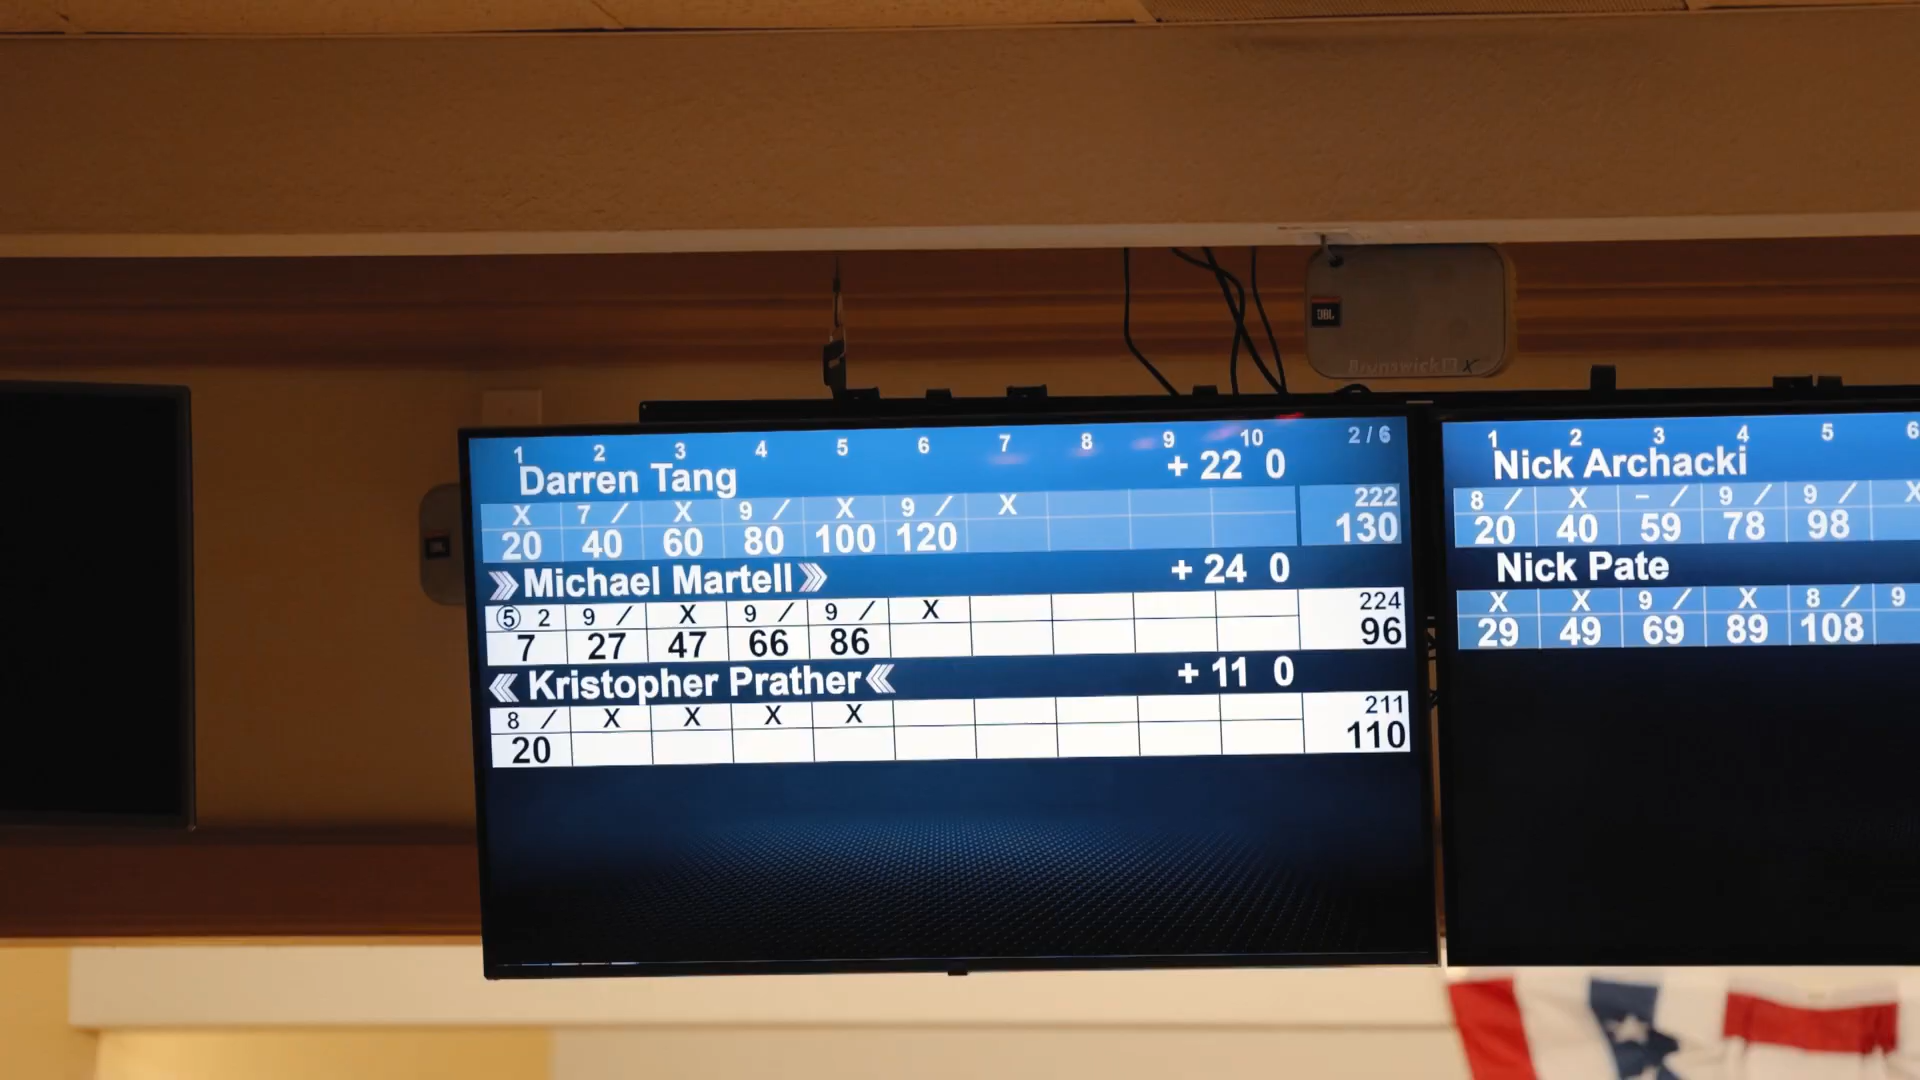 1 2 3 4 5 6 7 8 9 10 2 / 6
Darren Tang + 22 0
X 7 / X 9 / X 9 / X 222
20 40 60 80 100 120 130
Michael Martell + 24 0
⑤ 2 9 / X 9 / 9 / X 224
7 27 47 66 86 96
Kristopher Prather + 11 0
8 / X X X X 211
20 110
1 2 3 4 5 6
Nick Archacki
8 / X – / 9 / 9 / X
20 40 59 78 98
Nick Pate
X X 9 / X 8 / 9
29 49 69 89 108
JBL
Brunswick
JBL